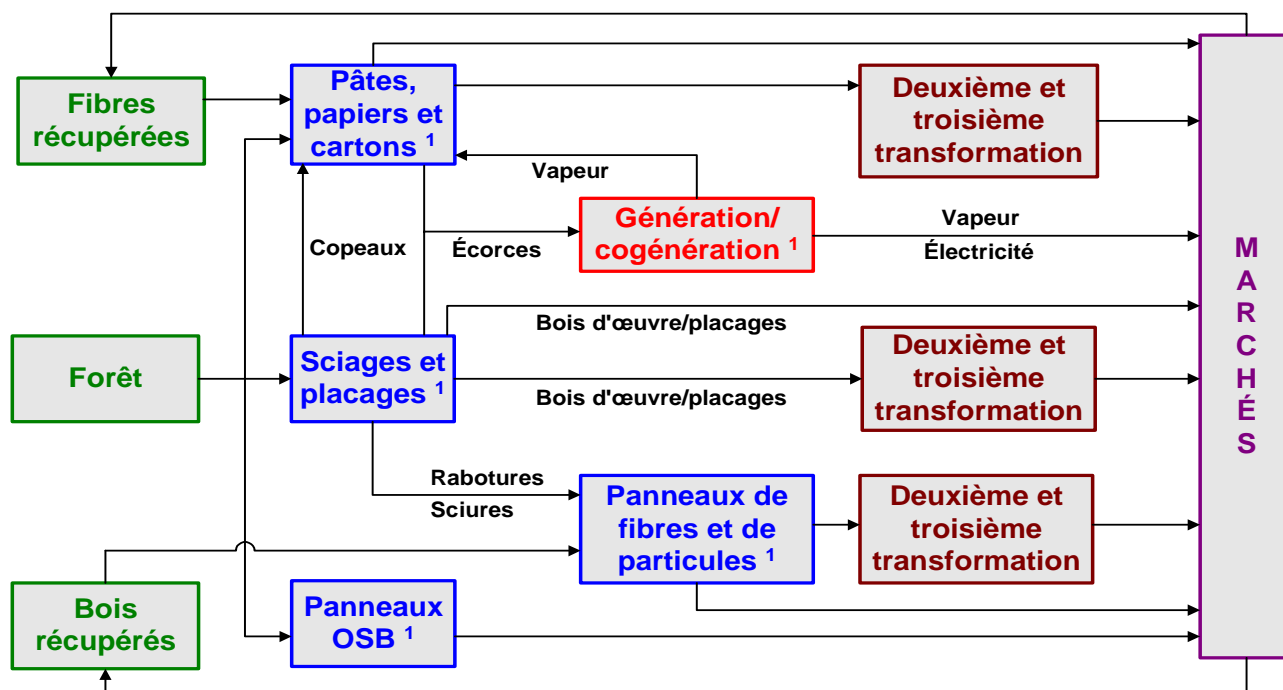 Fibres
récupérées
Pâtes,
papiers et
cartons 1
Deuxième et
troisième
transformation
Vapeur
Copeaux
Écorces
Génération/
cogénération 1
Vapeur
Électricité
M
A
R
C
H
É
S
Forêt
Sciages et
placages 1
Bois d'œuvre/placages
Bois d'œuvre/placages
Deuxième et
troisième
transformation
Rabotures
Sciures
Panneaux de
fibres et de
particules 1
Deuxième et
troisième
transformation
Bois
récupérés
Panneaux
OSB 1